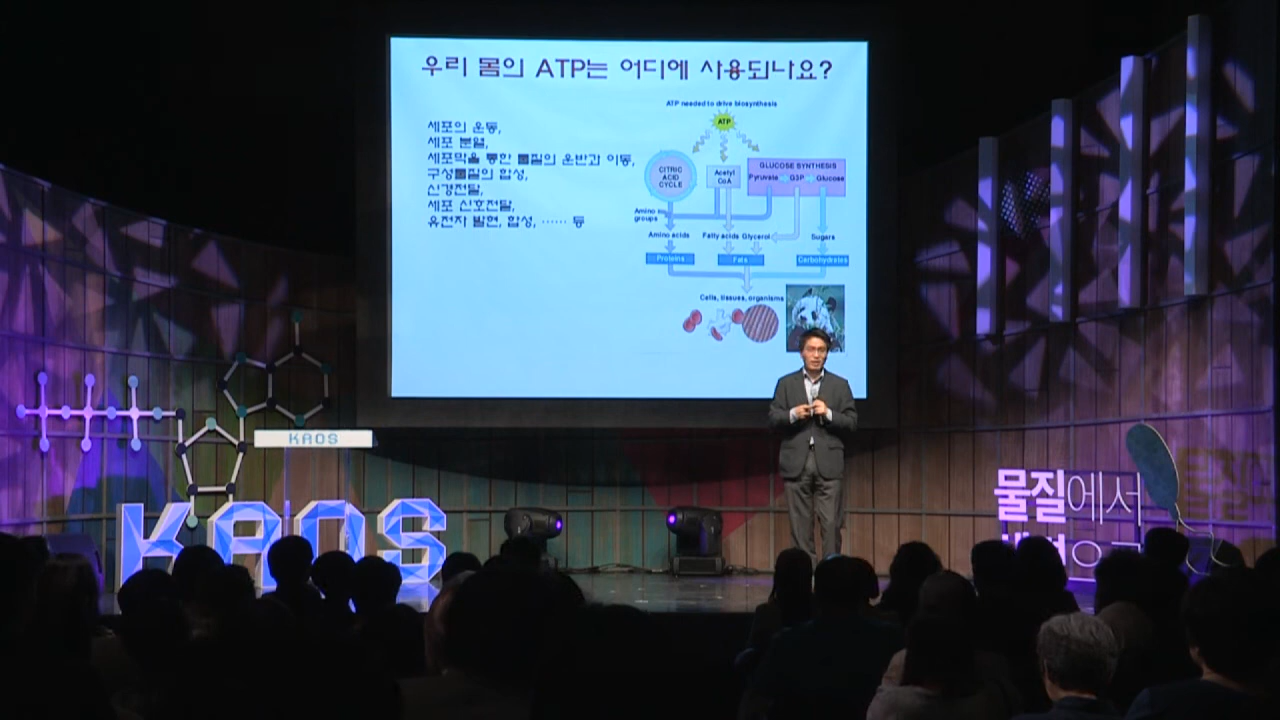 우리 몸의 ATP는 어디에 사용되나요?
세포의 운동,
세포 분열,
세포막을 통한 물질의 운반과 이동,
구성물질의 합성,
신경전달,
세포 신호전달,
유전자 발현, 합성, …… 등
ATP needed to drive biosynthesis
ATP
CITRIC
ACID
CYCLE
Acetyl
CoA
GLUCOSE SYNTHESIS
Pyruvate G3P Glucose
Amino
groups
Amino acids Fatty acids Glycerol Sugars
Proteins Fats Carbohydrates
Cells, tissues, organisms
KAOS
KAOS
물질에서